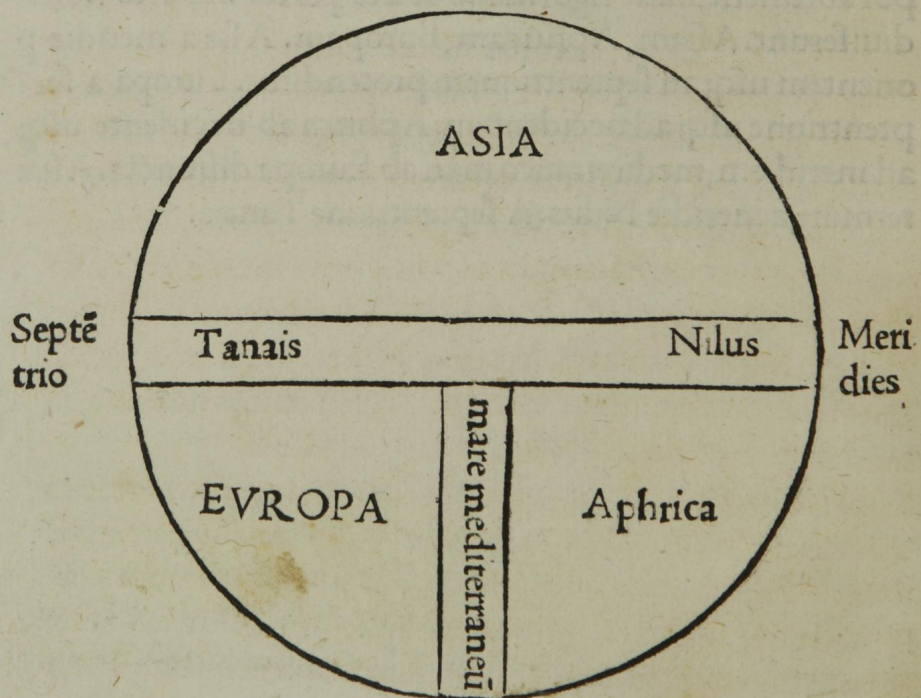 ASIA
Septē
trio
Tanais
Nilus
Meri
dies
EVROPA
mare mediterraneū
Aphrica